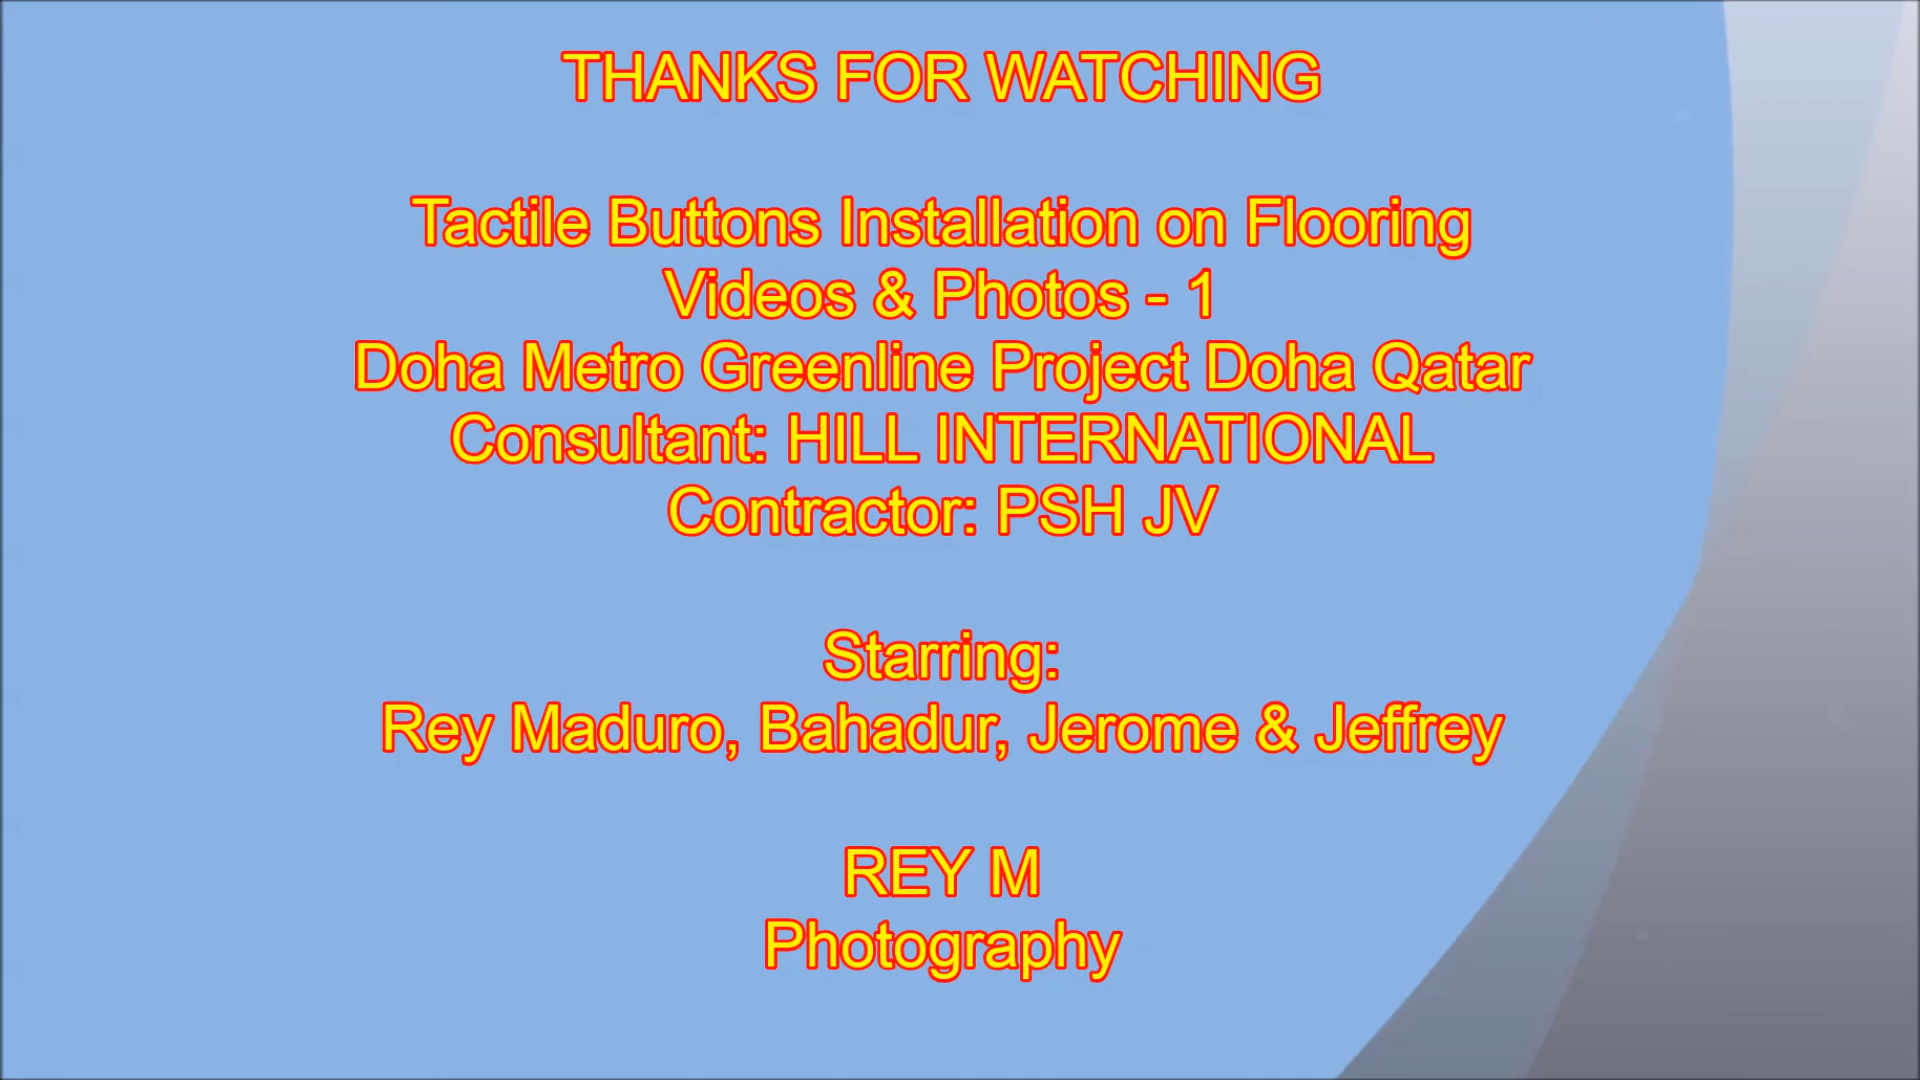 THANKS FOR WATCHING
Tactile Buttons Installation on Flooring
Videos & Photos - 1
Doha Metro Greenline Project Doha Qatar
Consultant: HILL INTERNATIONAL
Contractor: PSH JV
Starring:
Rey Maduro, Bahadur, Jerome & Jeffrey
REY M
Photography